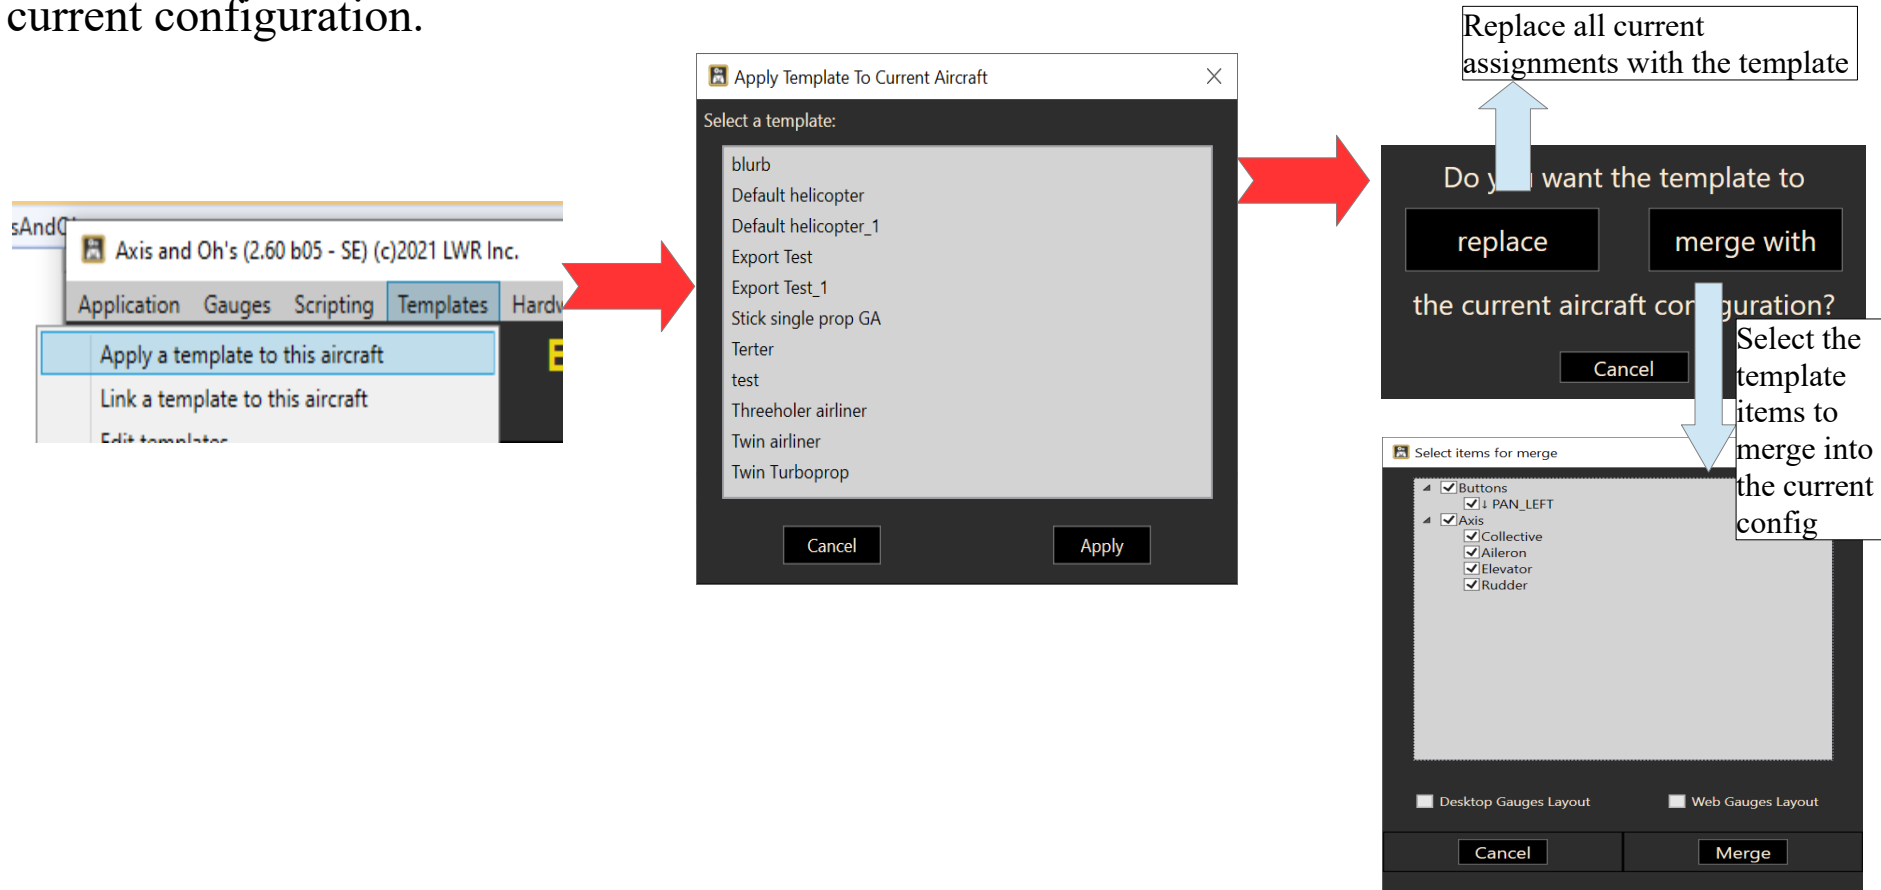 current configuration.
Replace all current
assignments with the template
Apply Template To Current Aircraft
Select a template:
blurb
Default helicopter
Default helicopter_1
Export Test
Export Test_1
Stick single prop GA
Terter
test
Threeholer airliner
Twin airliner
Twin Turboprop
Cancel
Apply
Axis and Oh's (2.60 b05 - SE) (c)2021 LWR Inc.
Application
Gauges
Scripting
Templates
Apply a template to this aircraft
Link a template to this aircraft
Edit templates
want the template to
replace
merge with
the current aircraft
Cancel
Select the
template
items to
merge into
the current
config
Select items for merge
Buttons
↓ PAN_LEFT
Axis
Collective
Aileron
Elevator
Rudder
Desktop Gauges Layout
Web Gauges Layout
Cancel
Merge